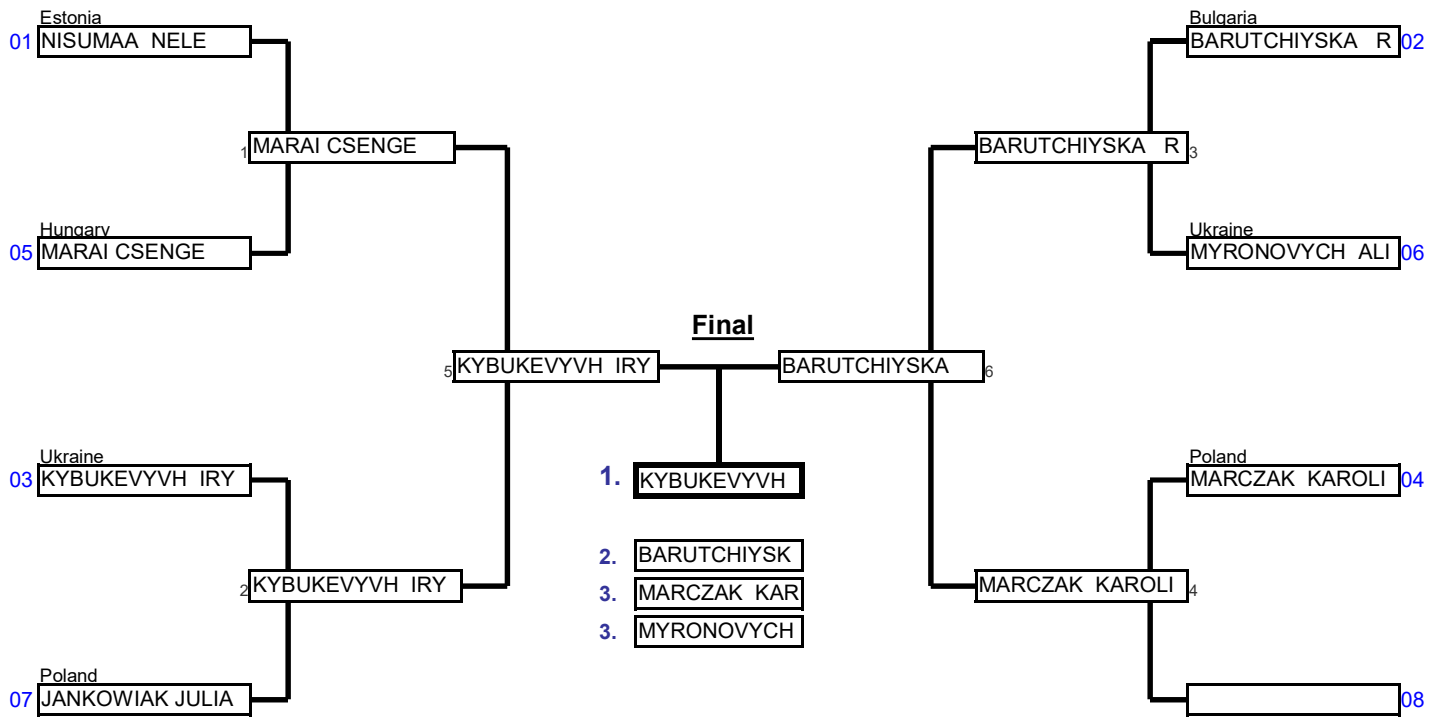 Estonia
01 NISUMAA NELE
Bulgaria
BARUTCHIYSKA R 02
1 MARAI CSENGE
BARUTCHIYSKA R 3
Hungary
05 MARAI CSENGE
Ukraine
MYRONOVYCH ALI 06
Final
5 KYBUKEVYVH IRY
BARUTCHIYSKA 6
Ukraine
03 KYBUKEVYVH IRY
1. KYBUKEVYVH
Poland
MARCZAK KAROLI 04
2. BARUTCHIYSK
2 KYBUKEVYVH IRY
3. MARCZAK KAR
MARCZAK KAROLI 4
3. MYRONOVYCH
Poland
07 JANKOWIAK JULIA
08